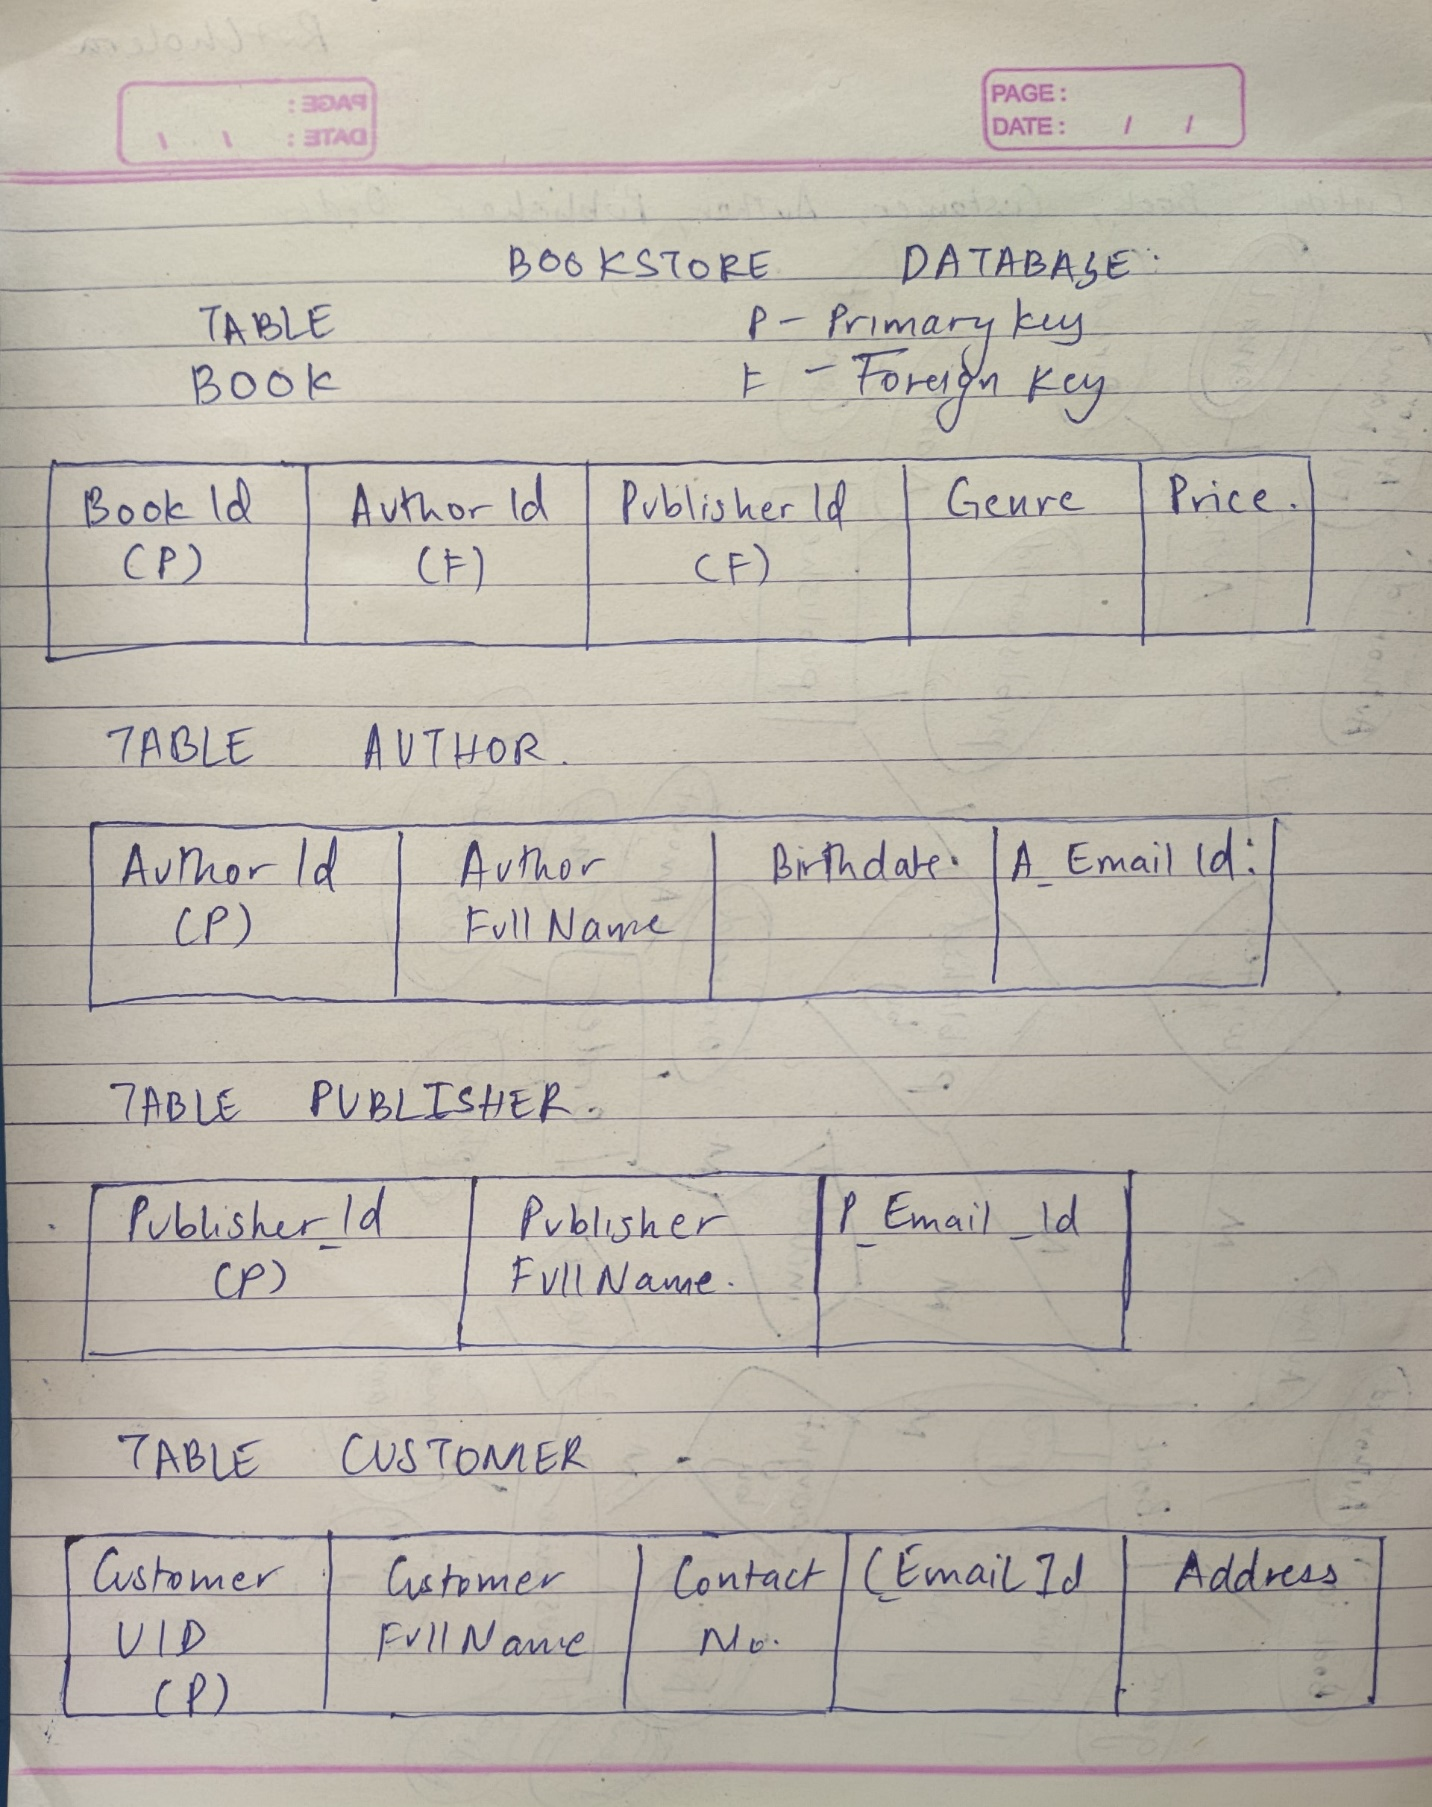 PAGE :
DATE : / /
BOOKSTORE DATABASE:
TABLE P - Primary key
BOOK F - Foreign Key
Book Id Author Id Publisher Id Genre Price.
(P) (F) (F)
TABLE AUTHOR.
Author Id Author Birthdate. A_Email Id:
(P) Full Name
TABLE PUBLISHER.
Publisher_Id Publisher P_Email_Id
(P) Full Name.
TABLE CUSTOMER
Customer Customer Contact C_Email Id Address
UID Full Name No.
(P)